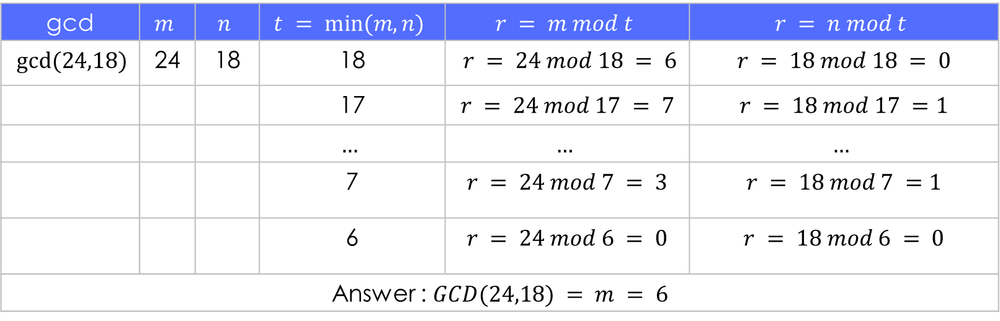 gcd m n t = min(m, n) r = m mod t r = n mod t
gcd(24,18) 24 18 18 r = 24 mod 18 = 6 r = 18 mod 18 = 0
17 r = 24 mod 17 = 7 r = 18 mod 17 = 1
... ... ...
7 r = 24 mod 7 = 3 r = 18 mod 7 = 1
6 r = 24 mod 6 = 0 r = 18 mod 6 = 0
Answer : GCD(24,18) = m = 6